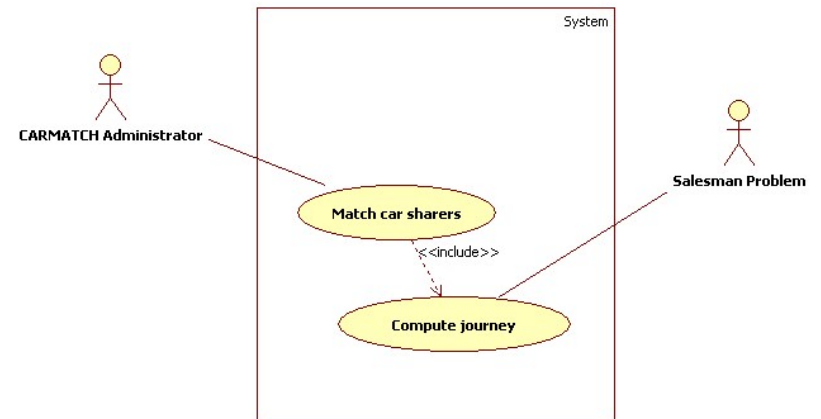 System
CARMATCH Administrator
Salesman Problem
Match car sharers
<<include>>
Compute journey